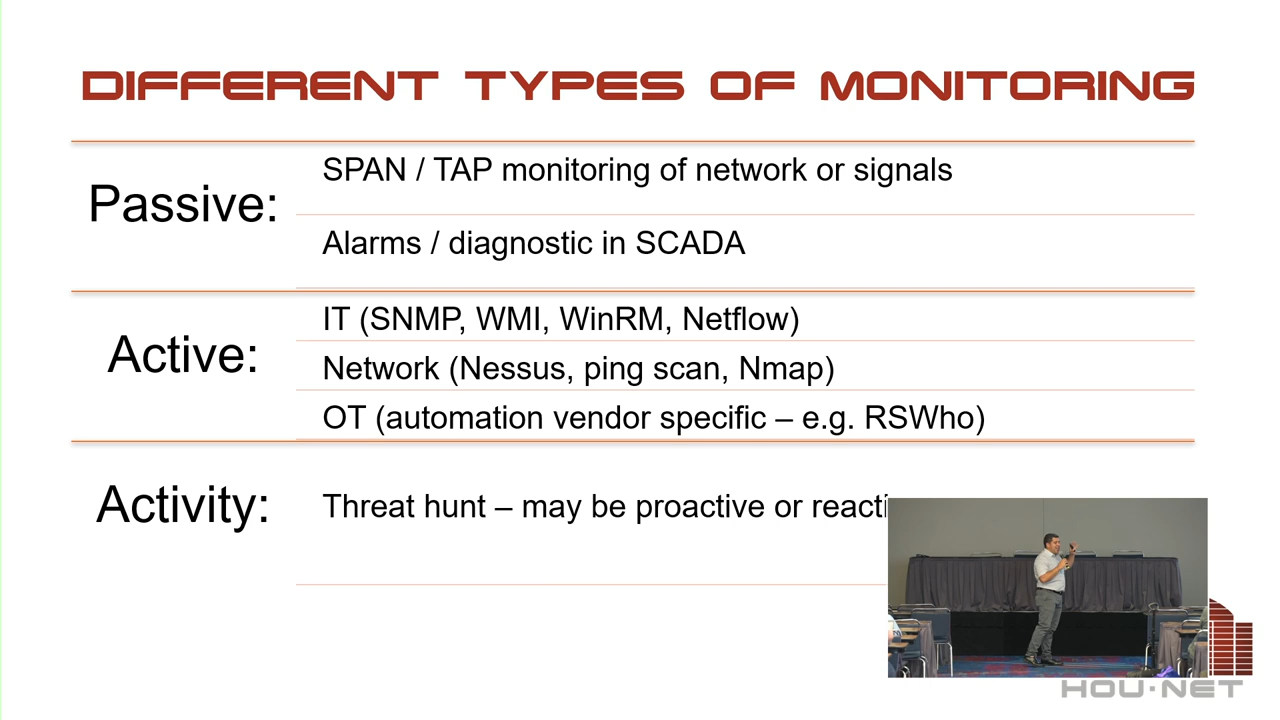 DIFFERENT TYPES OF MONITORING
Passive:
SPAN / TAP monitoring of network or signals
Alarms / diagnostic in SCADA
Active:
IT (SNMP, WMI, WinRM, Netflow)
Network (Nessus, ping scan, Nmap)
OT (automation vendor specific – e.g. RSWho)
Activity:
Threat hunt – may be proactive or
HOU·NET